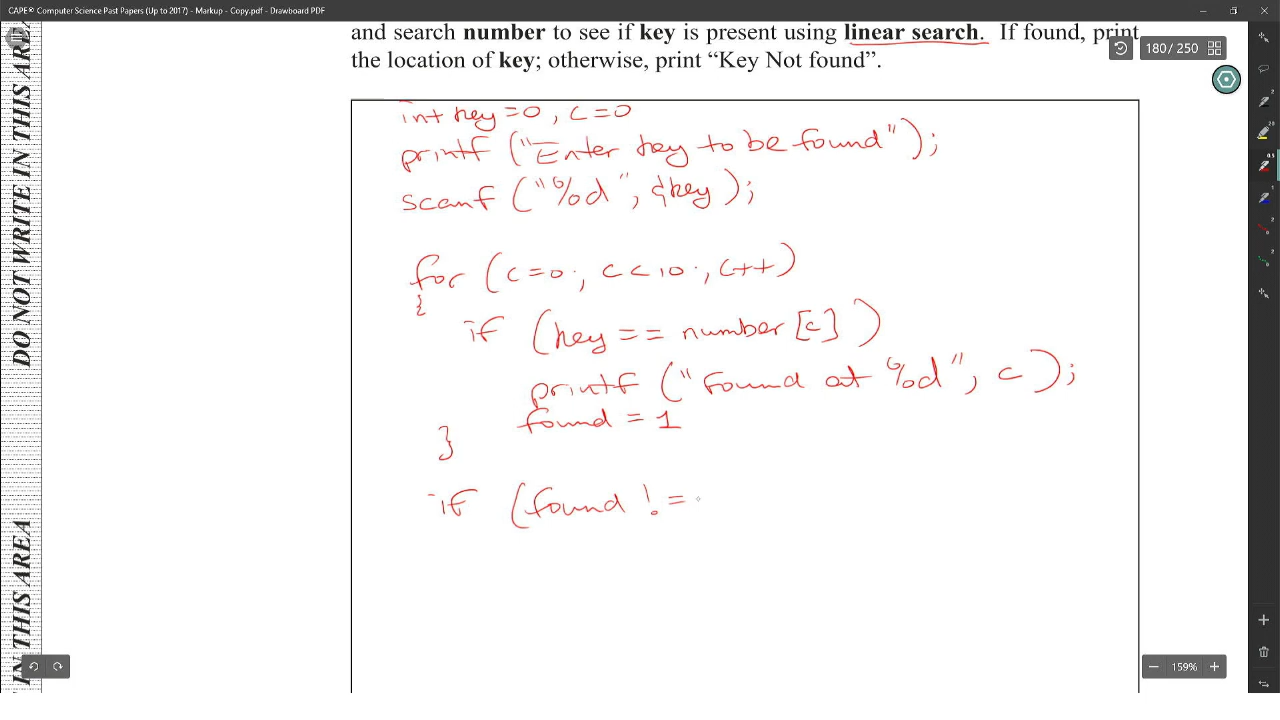 CAPE® Computer Science Past Papers (Up to 2017) - Markup - Copy.pdf - Drawboard PDF
and search number to see if key is present using linear search. If found, print
the location of key; otherwise, print “Key Not found”.
180 / 250
int key = 0, c = 0
printf ("Enter key to be found");
scanf ("%d", &key);
for (c = 0; c < 10; c++)
{
if (key == number [c])
printf ("Found at %d", c);
found = 1
}
if (found !=
DO NOT WRITE IN THIS ARE
IN THIS AREA
159%